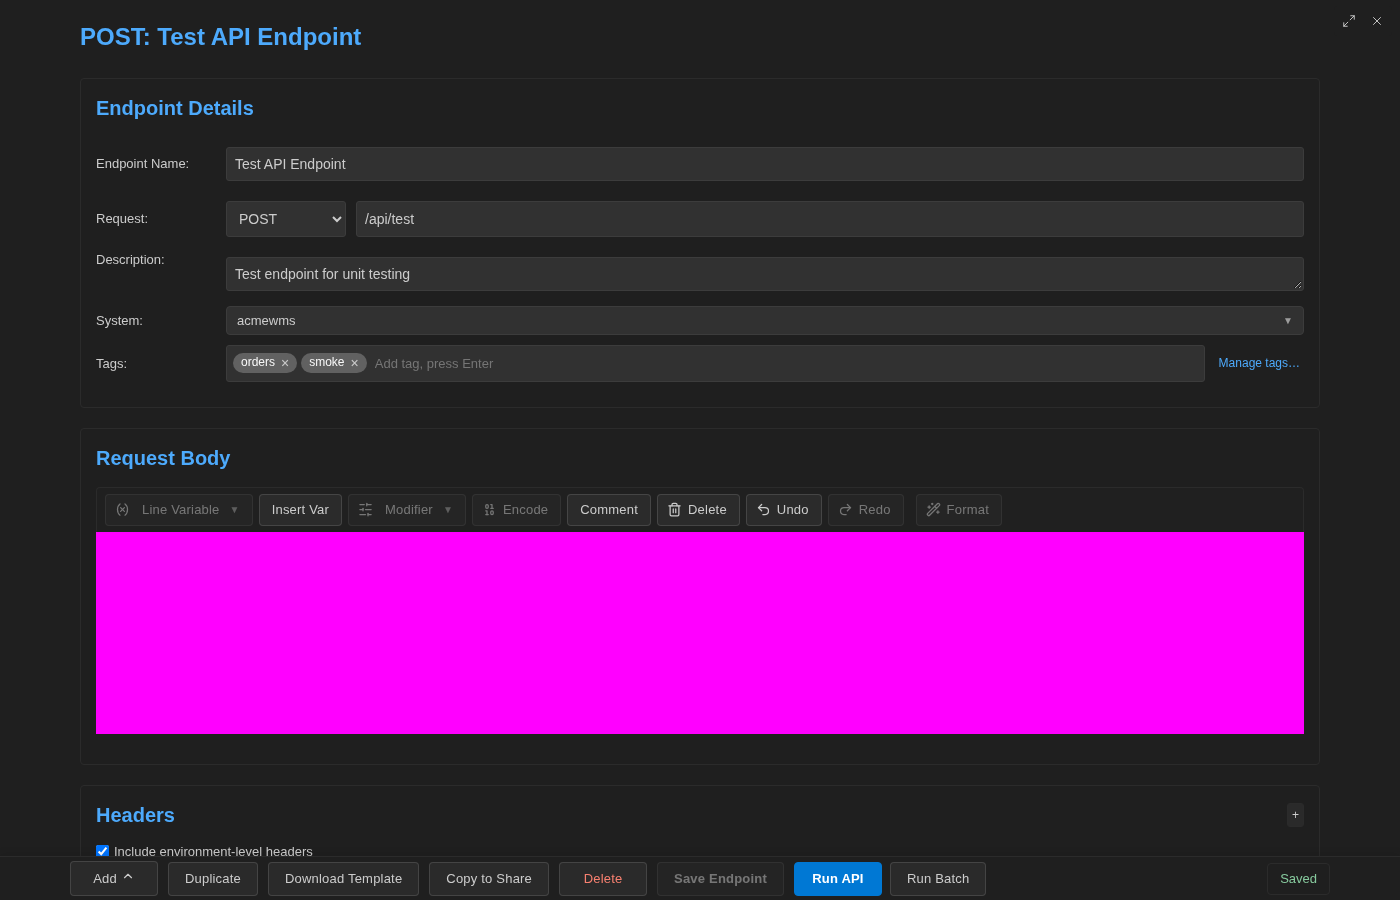 POST: Test API Endpoint
Endpoint Details
Endpoint Name: Test API Endpoint
Request: POST /api/test
Description: Test endpoint for unit testing
System: acmewms
Tags: orders × smoke × Add tag, press Enter Manage tags…
Request Body
Line Variable Insert Var Modifier Encode Comment Delete Undo Redo Format
Headers +
Include environment-level headers
Add Duplicate Download Template Copy to Share Delete Save Endpoint Run API Run Batch Saved